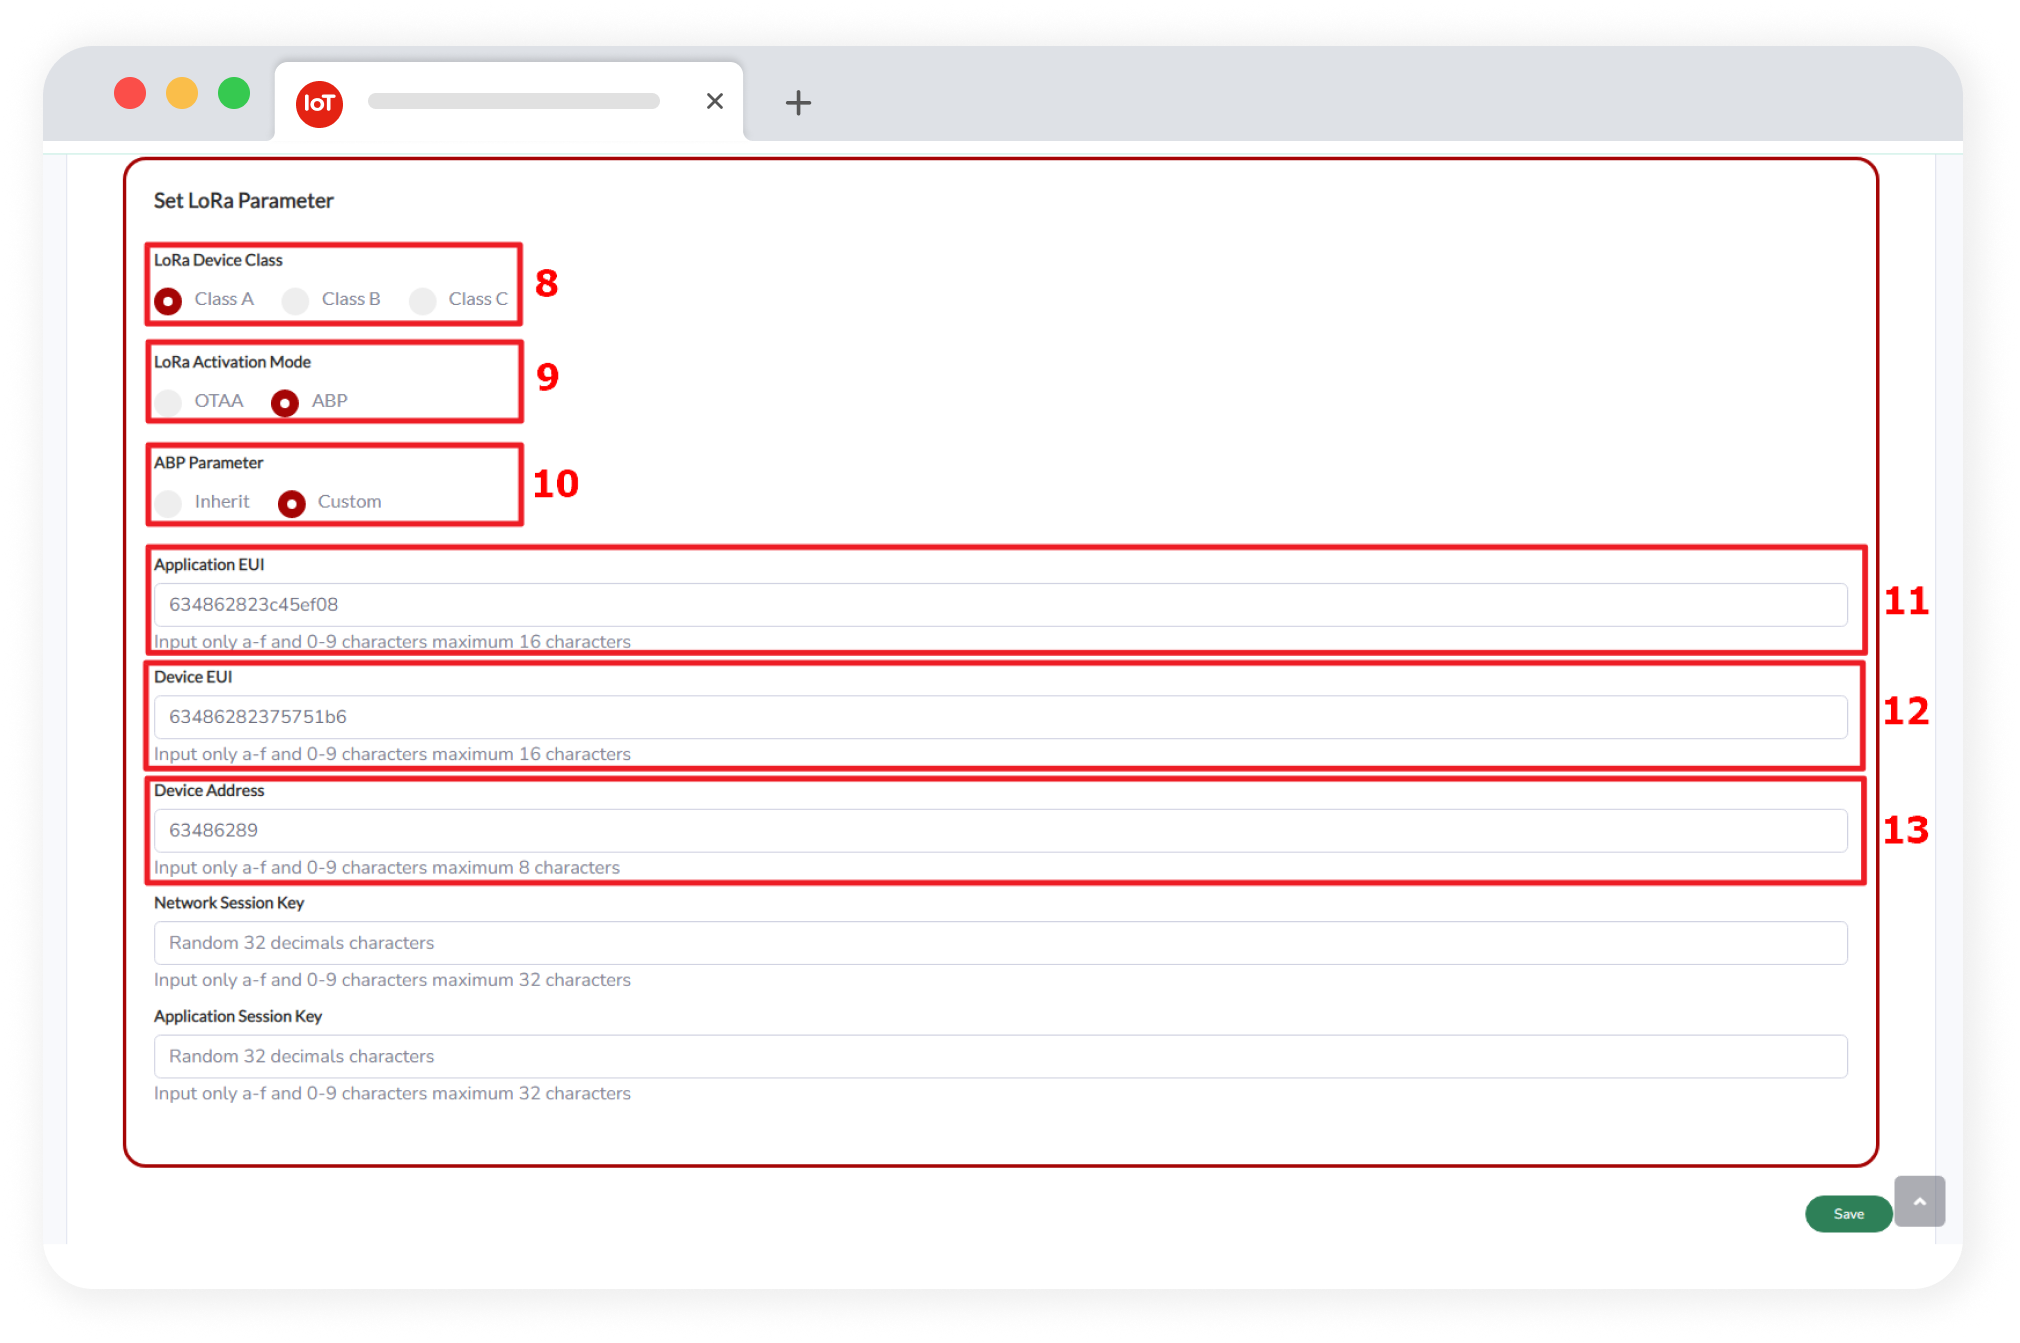 IoT
Set LoRa Parameter
LoRa Device Class
Class A Class B Class C
8
LoRa Activation Mode
OTAA ABP
9
ABP Parameter
Inherit Custom
10
Application EUI
634862823c45ef08
Input only a-f and 0-9 characters maximum 16 characters
11
Device EUI
63486282375751b6
Input only a-f and 0-9 characters maximum 16 characters
12
Device Address
63486289
Input only a-f and 0-9 characters maximum 8 characters
13
Network Session Key
Random 32 decimals characters
Input only a-f and 0-9 characters maximum 32 characters
Application Session Key
Random 32 decimals characters
Input only a-f and 0-9 characters maximum 32 characters
Save